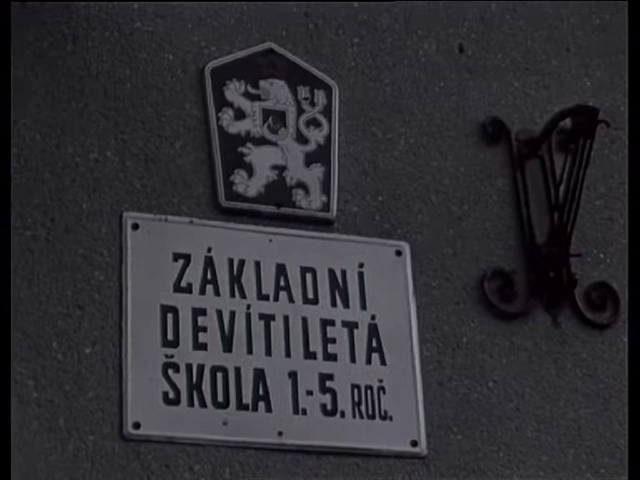 ZÁKLADNÍ
DEVÍTILETÁ
ŠKOLA 1.-5. ROČ.